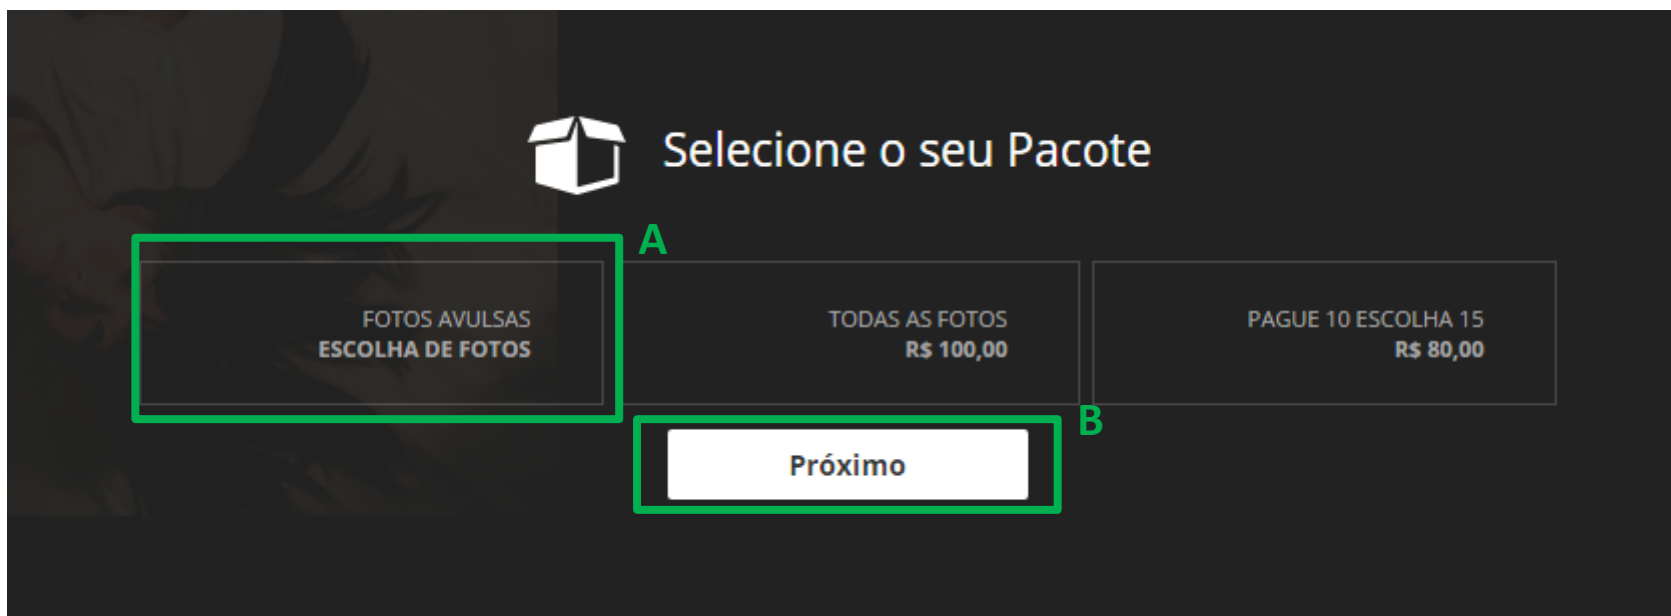 Selecione o seu Pacote
A
FOTOS AVULSAS
ESCOLHA DE FOTOS
TODAS AS FOTOS
R$ 100,00
PAGUE 10 ESCOLHA 15
R$ 80,00
B
Próximo